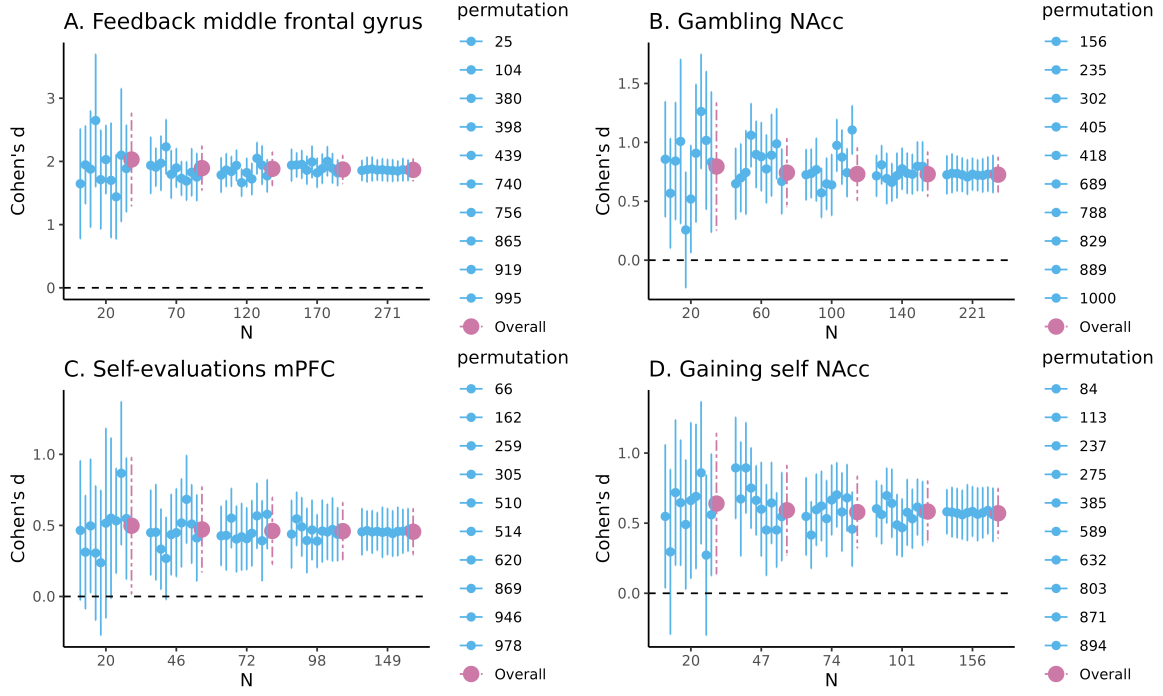 A. Feedback middle frontal gyrus
Cohen's d
3
2
1
0
20 70 120 170 271
N
permutation
25
104
380
398
439
740
756
865
919
995
Overall
B. Gambling NAcc
Cohen's d
1.5
1.0
0.5
0.0
20 60 100 140 221
N
permutation
156
235
302
405
418
689
788
829
889
1000
Overall
C. Self-evaluations mPFC
Cohen's d
1.0
0.5
0.0
20 46 72 98 149
N
permutation
66
162
259
305
510
514
620
869
946
978
Overall
D. Gaining self NAcc
Cohen's d
1.0
0.5
0.0
20 47 74 101 156
N
permutation
84
113
237
275
385
589
632
803
871
894
Overall